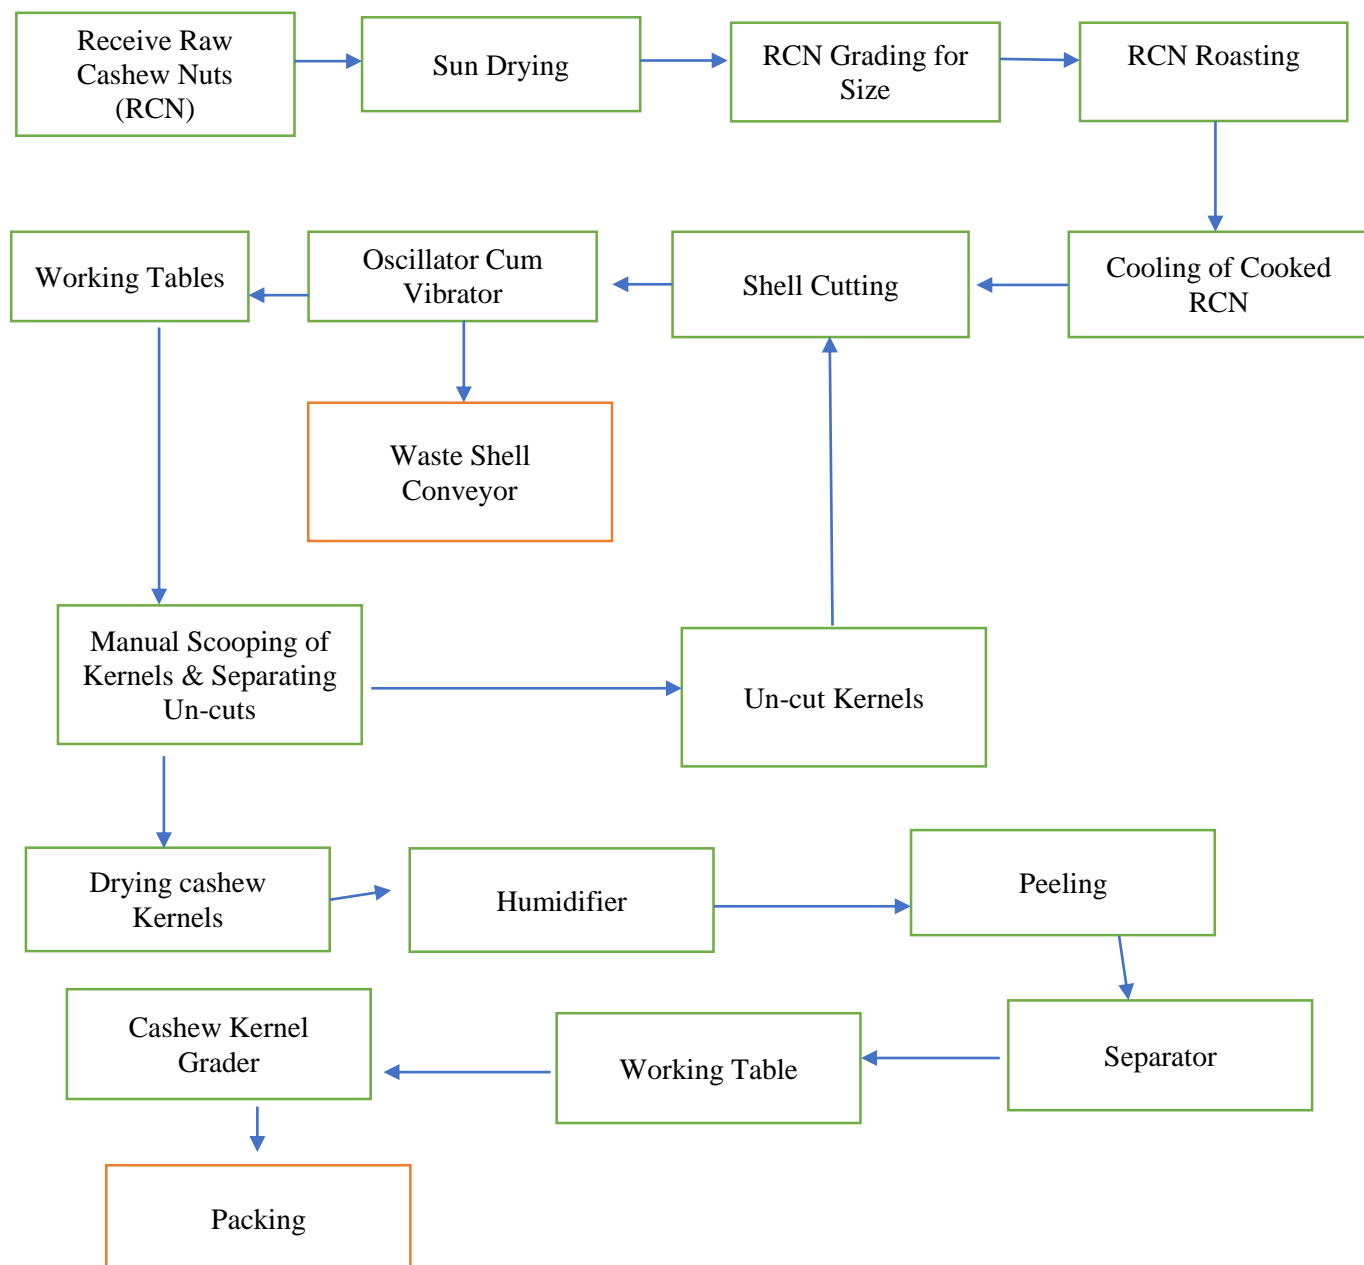 Receive Raw
Cashew Nuts
(RCN)
Sun Drying
RCN Grading for
Size
RCN Roasting
Working Tables
Oscillator Cum
Vibrator
Shell Cutting
Cooling of Cooked
RCN
Waste Shell
Conveyor
Manual Scooping of
Kernels & Separating
Un-cuts
Un-cut Kernels
Drying cashew
Kernels
Humidifier
Peeling
Cashew Kernel
Grader
Working Table
Separator
Packing